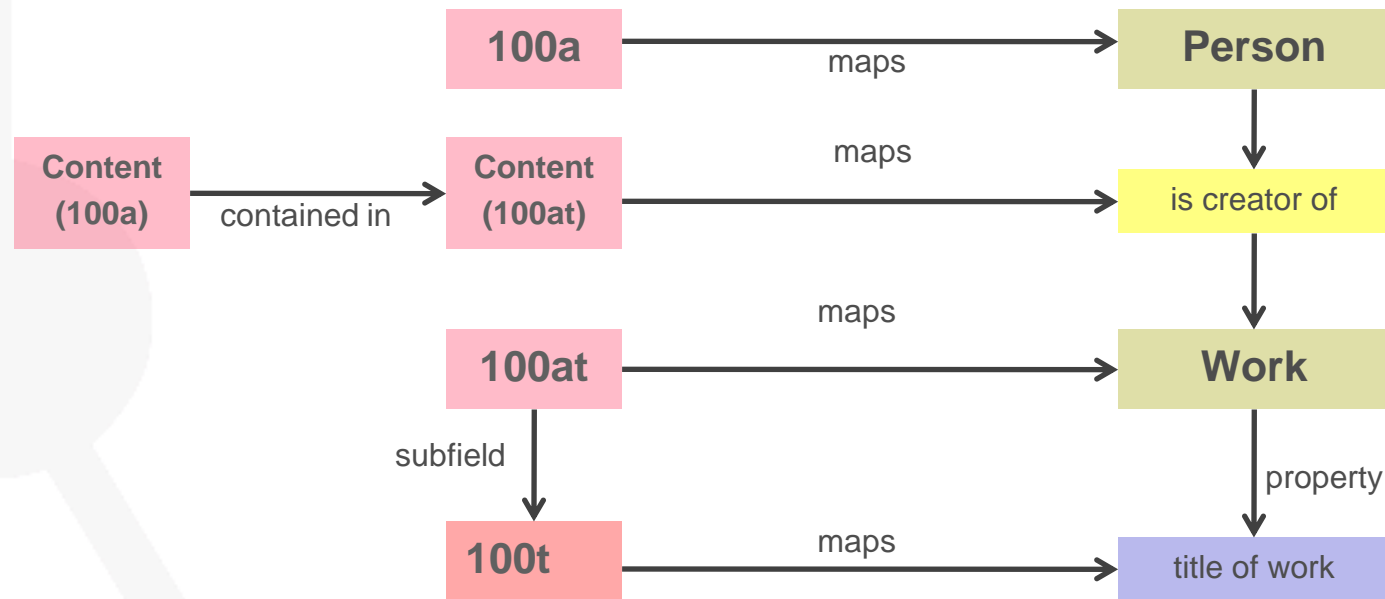 100a
maps
Person
Content
(100a)
contained in
Content
(100at)
maps
is creator of
100at
maps
Work
subfield
property
100t
maps
title of work